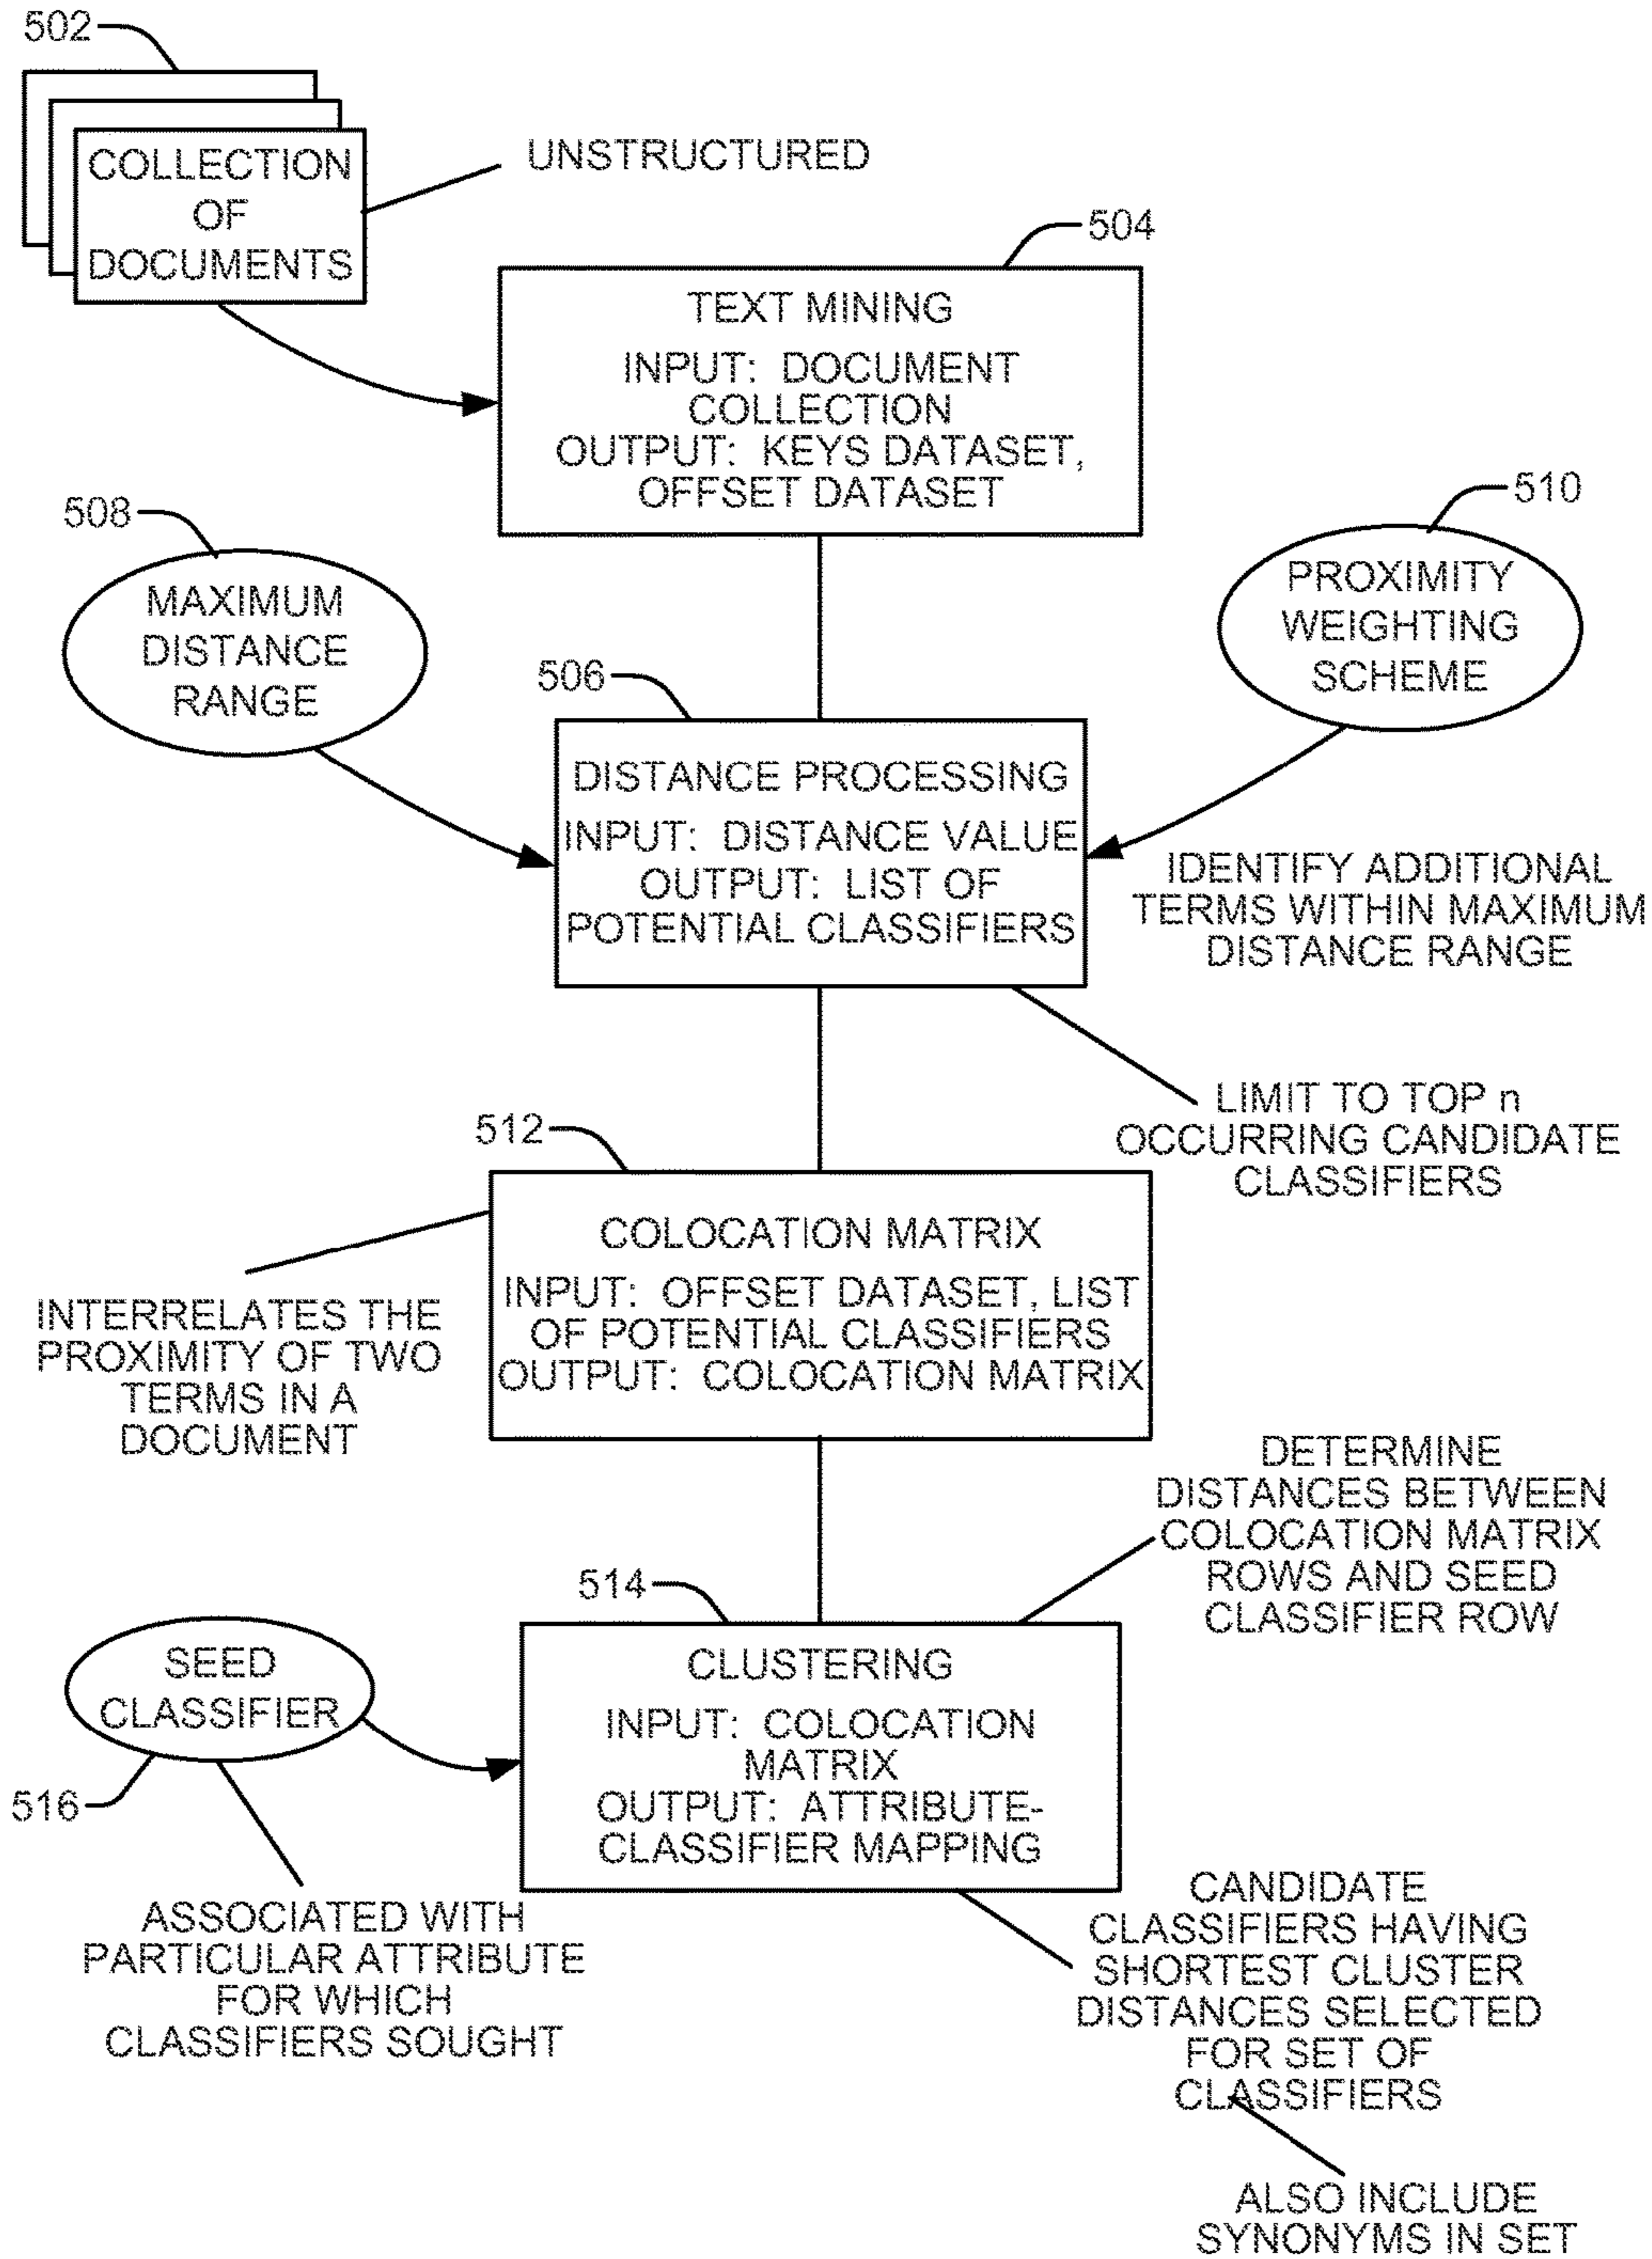 502
COLLECTION
OF
DOCUMENTS
UNSTRUCTURED
504
TEXT MINING
INPUT: DOCUMENT
COLLECTION
OUTPUT: KEYS DATASET,
OFFSET DATASET
508
MAXIMUM
DISTANCE
RANGE
510
PROXIMITY
WEIGHTING
SCHEME
506
DISTANCE PROCESSING
INPUT: DISTANCE VALUE
OUTPUT: LIST OF
POTENTIAL CLASSIFIERS
IDENTIFY ADDITIONAL
TERMS WITHIN MAXIMUM
DISTANCE RANGE
LIMIT TO TOP n
OCCURRING CANDIDATE
CLASSIFIERS
512
COLOCATION MATRIX
INPUT: OFFSET DATASET, LIST
OF POTENTIAL CLASSIFIERS
OUTPUT: COLOCATION MATRIX
INTERRELATES THE
PROXIMITY OF TWO
TERMS IN A
DOCUMENT
DETERMINE
DISTANCES BETWEEN
COLOCATION MATRIX
ROWS AND SEED
CLASSIFIER ROW
514
CLUSTERING
INPUT: COLOCATION
MATRIX
OUTPUT: ATTRIBUTE-
CLASSIFIER MAPPING
SEED
CLASSIFIER
516
ASSOCIATED WITH
PARTICULAR ATTRIBUTE
FOR WHICH
CLASSIFIERS SOUGHT
CANDIDATE
CLASSIFIERS HAVING
SHORTEST CLUSTER
DISTANCES SELECTED
FOR SET OF
CLASSIFIERS
ALSO INCLUDE
SYNONYMS IN SET